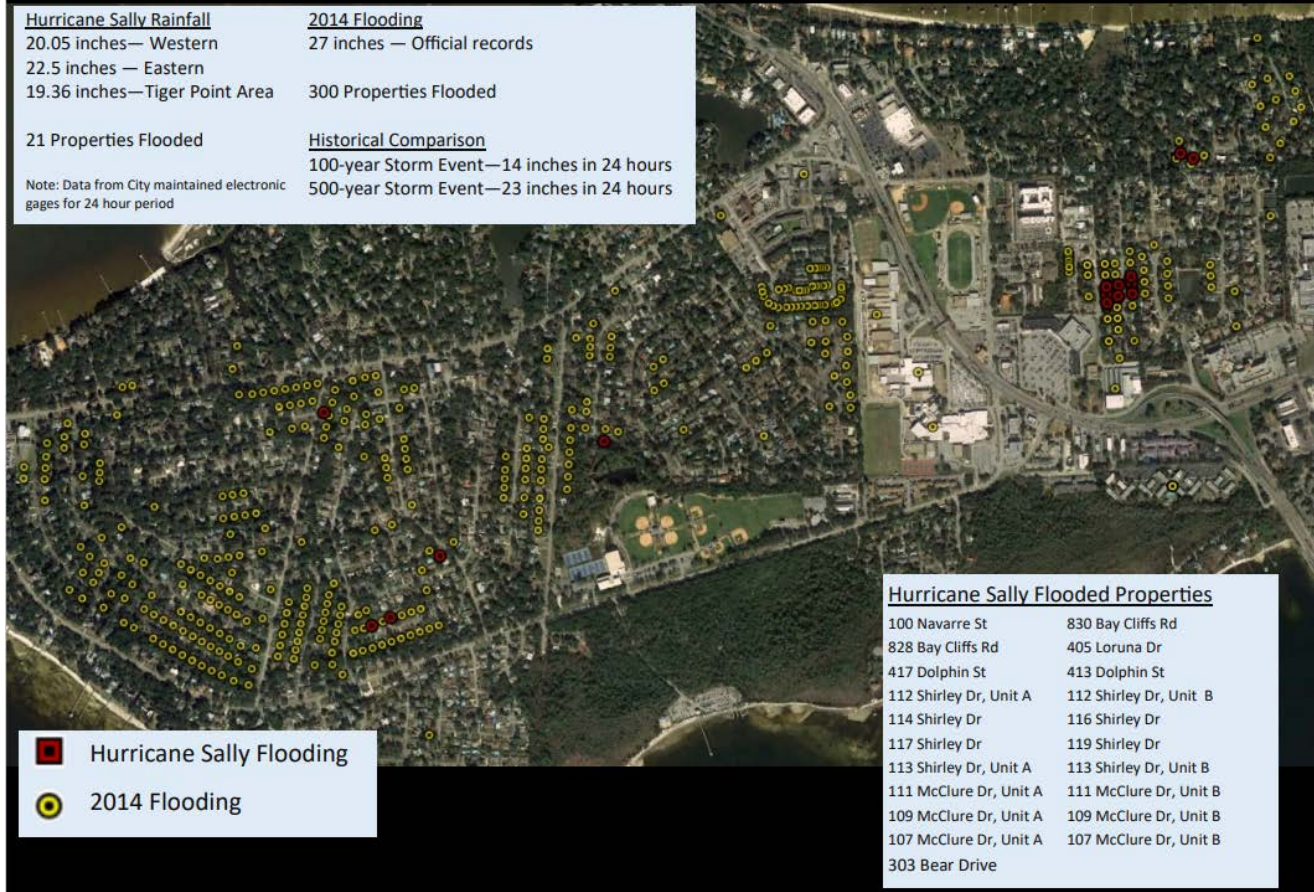 Hurricane Sally Rainfall
20.05 inches— Western
22.5 inches — Eastern
19.36 inches—Tiger Point Area
21 Properties Flooded
Note: Data from City maintained electronic
gages for 24 hour period
2014 Flooding
27 inches — Official records
300 Properties Flooded
Historical Comparison
100-year Storm Event—14 inches in 24 hours
500-year Storm Event—23 inches in 24 hours
Hurricane Sally Flooding
2014 Flooding
Hurricane Sally Flooded Properties
100 Navarre St 830 Bay Cliffs Rd
828 Bay Cliffs Rd 405 Loruna Dr
417 Dolphin St 413 Dolphin St
112 Shirley Dr, Unit A 112 Shirley Dr, Unit B
114 Shirley Dr 116 Shirley Dr
117 Shirley Dr 119 Shirley Dr
113 Shirley Dr, Unit A 113 Shirley Dr, Unit B
111 McClure Dr, Unit A 111 McClure Dr, Unit B
109 McClure Dr, Unit A 109 McClure Dr, Unit B
107 McClure Dr, Unit A 107 McClure Dr, Unit B
303 Bear Drive